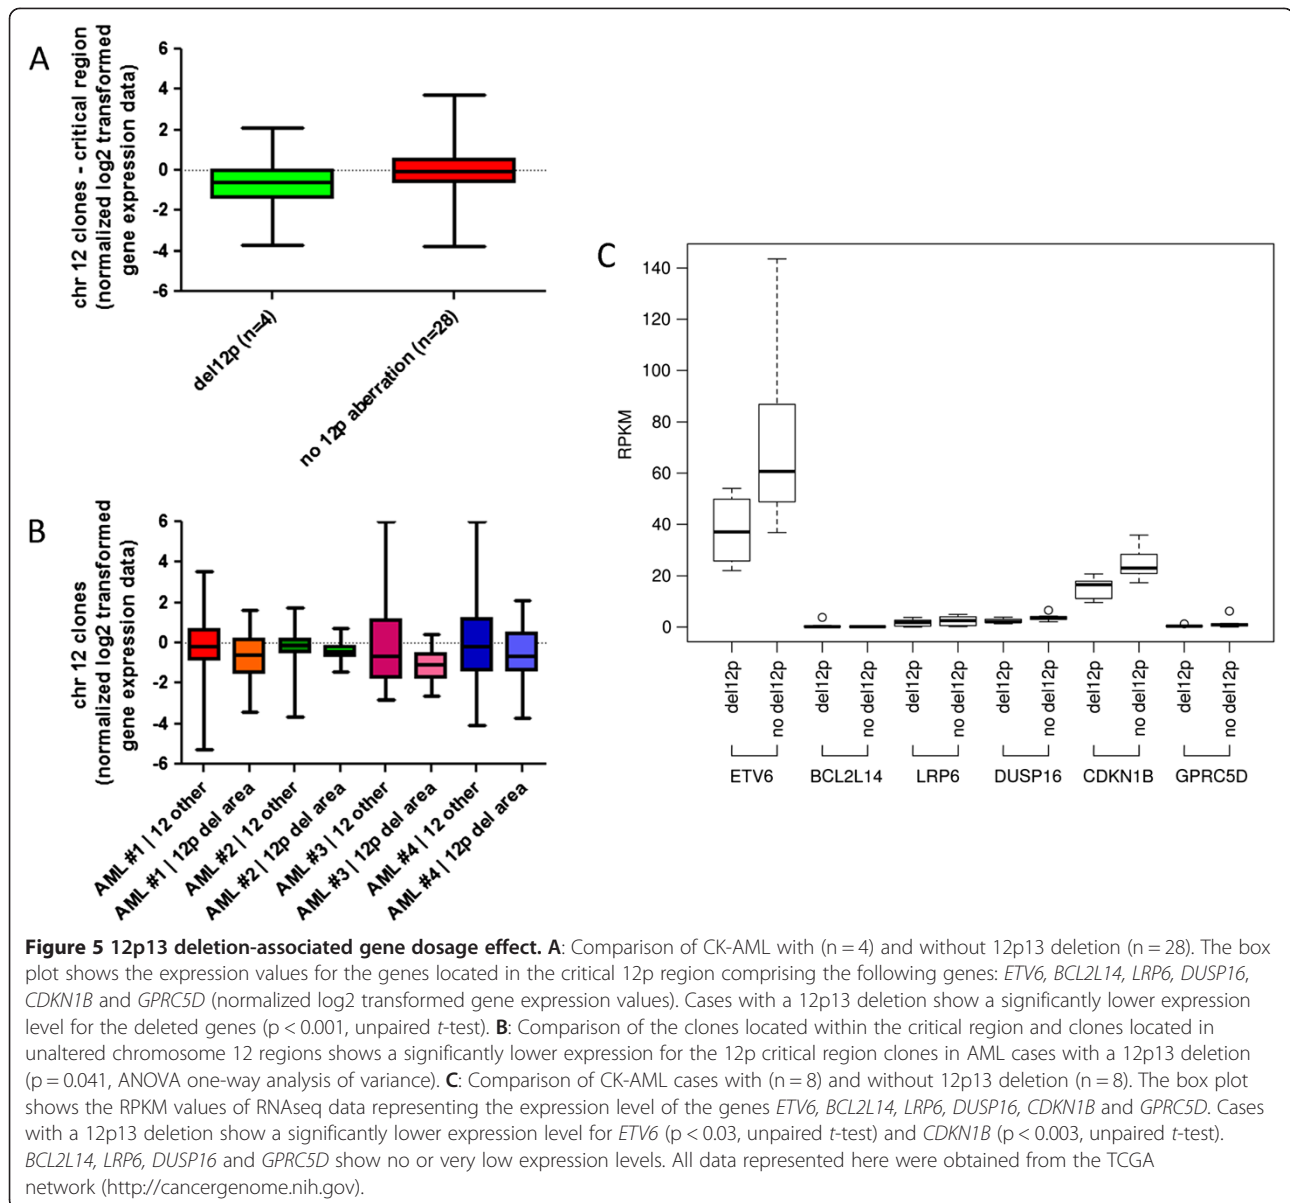 A
chr 12 clones - critical region
(normalized log2 transformed
gene expression data)
6
4
2
0
-2
-4
-6
del12p (n=4)
no 12p aberration (n=28)
B
chr 12 clones
(normalized log2 transformed
gene expression data)
6
4
2
0
-2
-4
-6
AML #1 | 12 other
AML #1 | 12p del area
AML #2 | 12 other
AML #2 | 12p del area
AML #3 | 12 other
AML #3 | 12p del area
AML #4 | 12 other
AML #4 | 12p del area
C
RPKM
140
120
100
80
60
40
20
0
del12p
no del12p
del12p
no del12p
del12p
no del12p
del12p
no del12p
del12p
no del12p
del12p
no del12p
ETV6 BCL2L14 LRP6 DUSP16 CDKN1B GPRC5D
Figure 5 12p13 deletion-associated gene dosage effect. A: Comparison of CK-AML with (n = 4) and without 12p13 deletion (n = 28). The box
plot shows the expression values for the genes located in the critical 12p region comprising the following genes: ETV6, BCL2L14, LRP6, DUSP16,
CDKN1B and GPRC5D (normalized log2 transformed gene expression values). Cases with a 12p13 deletion show a significantly lower expression
level for the deleted genes (p < 0.001, unpaired t-test). B: Comparison of the clones located within the critical region and clones located in
unaltered chromosome 12 regions shows a significantly lower expression for the 12p critical region clones in AML cases with a 12p13 deletion
(p = 0.041, ANOVA one-way analysis of variance). C: Comparison of CK-AML cases with (n = 8) and without 12p13 deletion (n = 8). The box plot
shows the RPKM values of RNAseq data representing the expression level of the genes ETV6, BCL2L14, LRP6, DUSP16, CDKN1B and GPRC5D. Cases
with a 12p13 deletion show a significantly lower expression level for ETV6 (p < 0.03, unpaired t-test) and CDKN1B (p < 0.003, unpaired t-test).
BCL2L14, LRP6, DUSP16 and GPRC5D show no or very low expression levels. All data represented here were obtained from the TCGA
network (http://cancergenome.nih.gov).